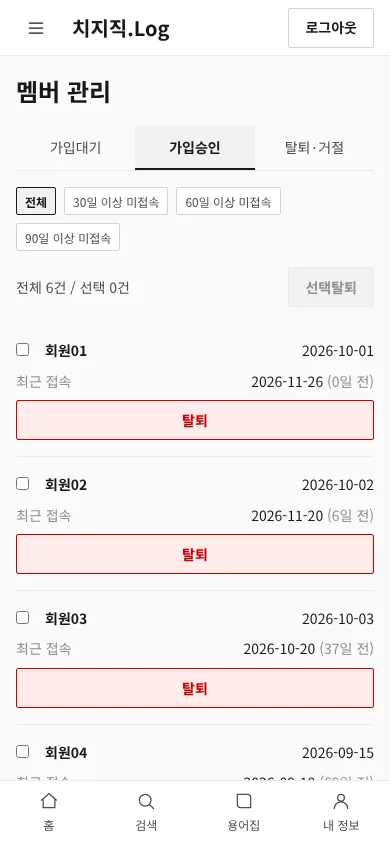 치지직.Log
로그아웃
멤버 관리
가입대기 가입승인 탈퇴·거절
전체 30일 이상 미접속 60일 이상 미접속
90일 이상 미접속
전체 6건 / 선택 0건 선택탈퇴
회원01 2026-10-01
최근 접속 2026-11-26 (0일 전)
탈퇴
회원02 2026-10-02
최근 접속 2026-11-20 (6일 전)
탈퇴
회원03 2026-10-03
최근 접속 2026-10-20 (37일 전)
탈퇴
회원04 2026-09-15
최근 접속
홈 검색 용어집 내 정보